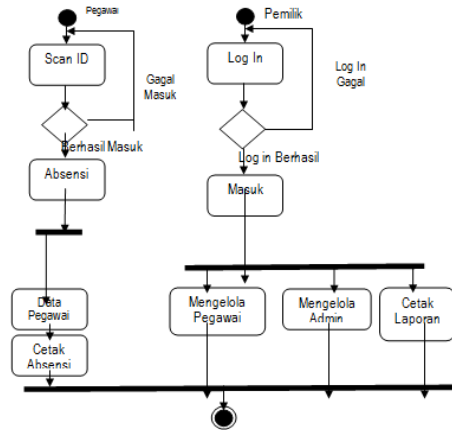 Pegawai
Pemilik
Scan ID
Log In
Gagal
Masuk
Log In
Gagal
Berhasil Masuk
Log in Berhasil
Absensi
Masuk
Data
Pegawai
Mengelola
Pegawai
Mengelola
Admin
Cetak
Laporan
Cetak
Absensi